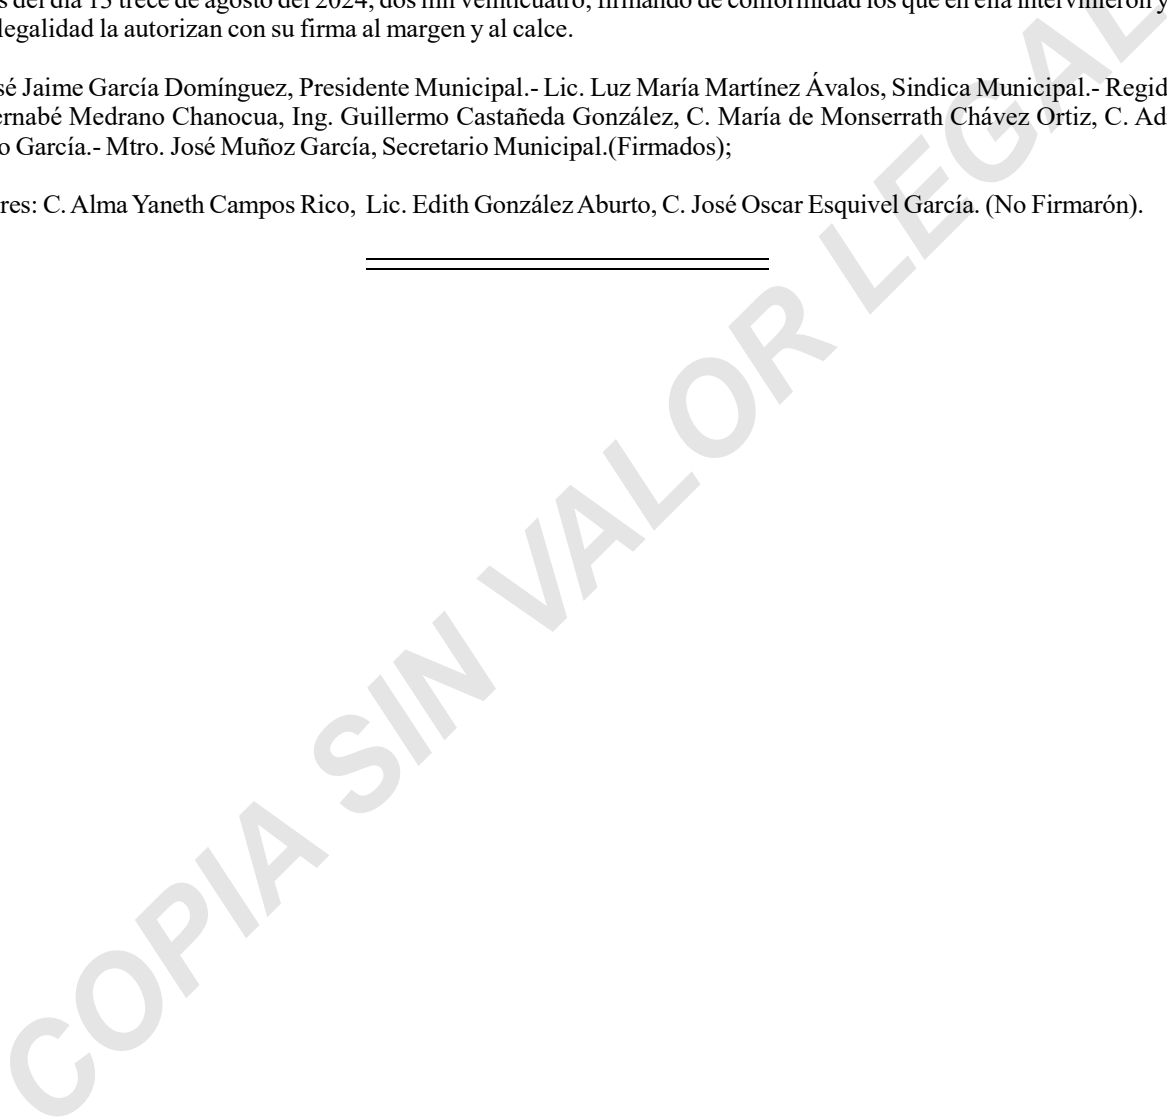 s del día 13 trece de agosto del 2024, dos mil veinticuatro, firmando de conformidad los que en ella intervinieron y
legalidad la autorizan con su firma al margen y al calce.
sé Jaime García Domínguez, Presidente Municipal.- Lic. Luz María Martínez Ávalos, Sindica Municipal.- Regid
ernabé Medrano Chanocua, Ing. Guillermo Castañeda González, C. María de Monserrath Chávez Ortiz, C. Ad
o García.- Mtro. José Muñoz García, Secretario Municipal.(Firmados);
res: C. Alma Yaneth Campos Rico, Lic. Edith González Aburto, C. José Oscar Esquivel García. (No Firmarón).
COPIA SIN VALOR LEGAL